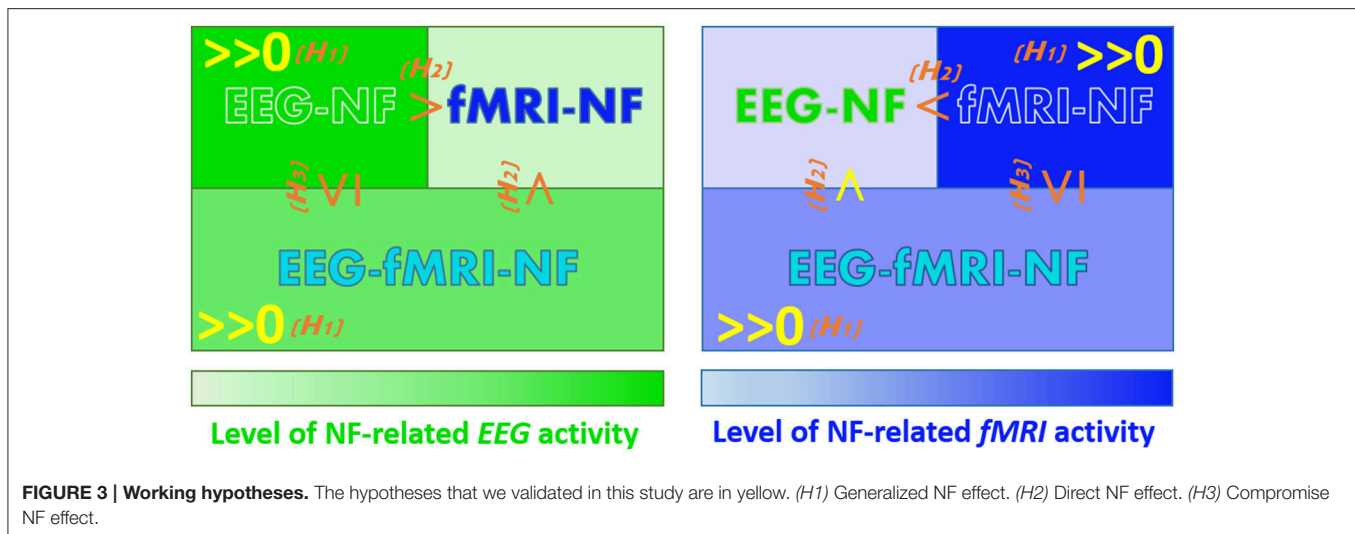 >>0 (H1)
(H2)
EEG-NF > fMRI-NF
(H3) VI
(H2) Λ
EEG-fMRI-NF
>>0 (H1)
Level of NF-related EEG activity
(H1) >>0
(H2)
EEG-NF < fMRI-NF
(H2) Λ
(H3) VI
EEG-fMRI-NF
>>0 (H1)
Level of NF-related fMRI activity
FIGURE 3 | Working hypotheses. The hypotheses that we validated in this study are in yellow. (H1) Generalized NF effect. (H2) Direct NF effect. (H3) Compromise
NF effect.